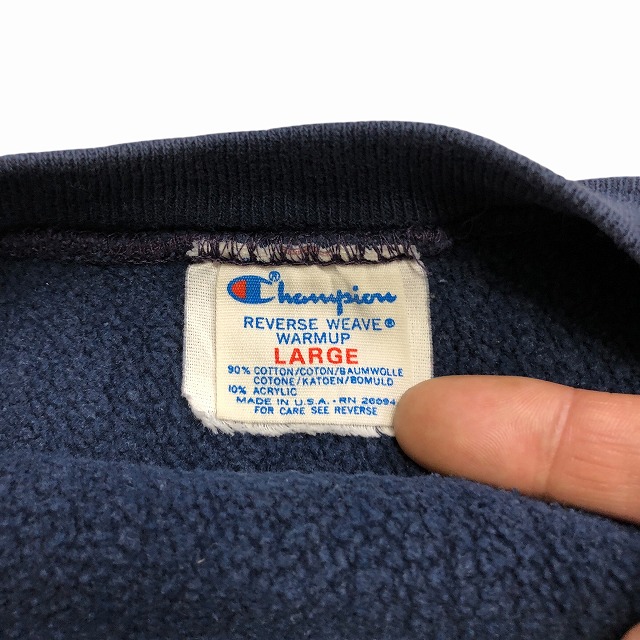 Champion®
REVERSE WEAVE®
WARMUP
LARGE
90% COTTON/COTON/BAUMWOLLE
COTONE/KATOEN/BOMULD
10% ACRYLIC
MADE IN U.S.A. - RN 26094
FOR CARE SEE REVERSE